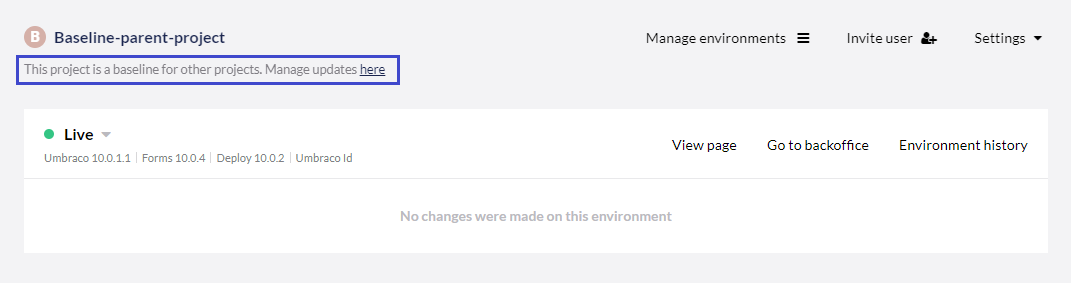 B Baseline-parent-project
Manage environments Invite user Settings
This project is a baseline for other projects. Manage updates here
Live
View page Go to backoffice Environment history
Umbraco 10.0.1.1 | Forms 10.0.4 | Deploy 10.0.2 | Umbraco Id
No changes were made on this environment